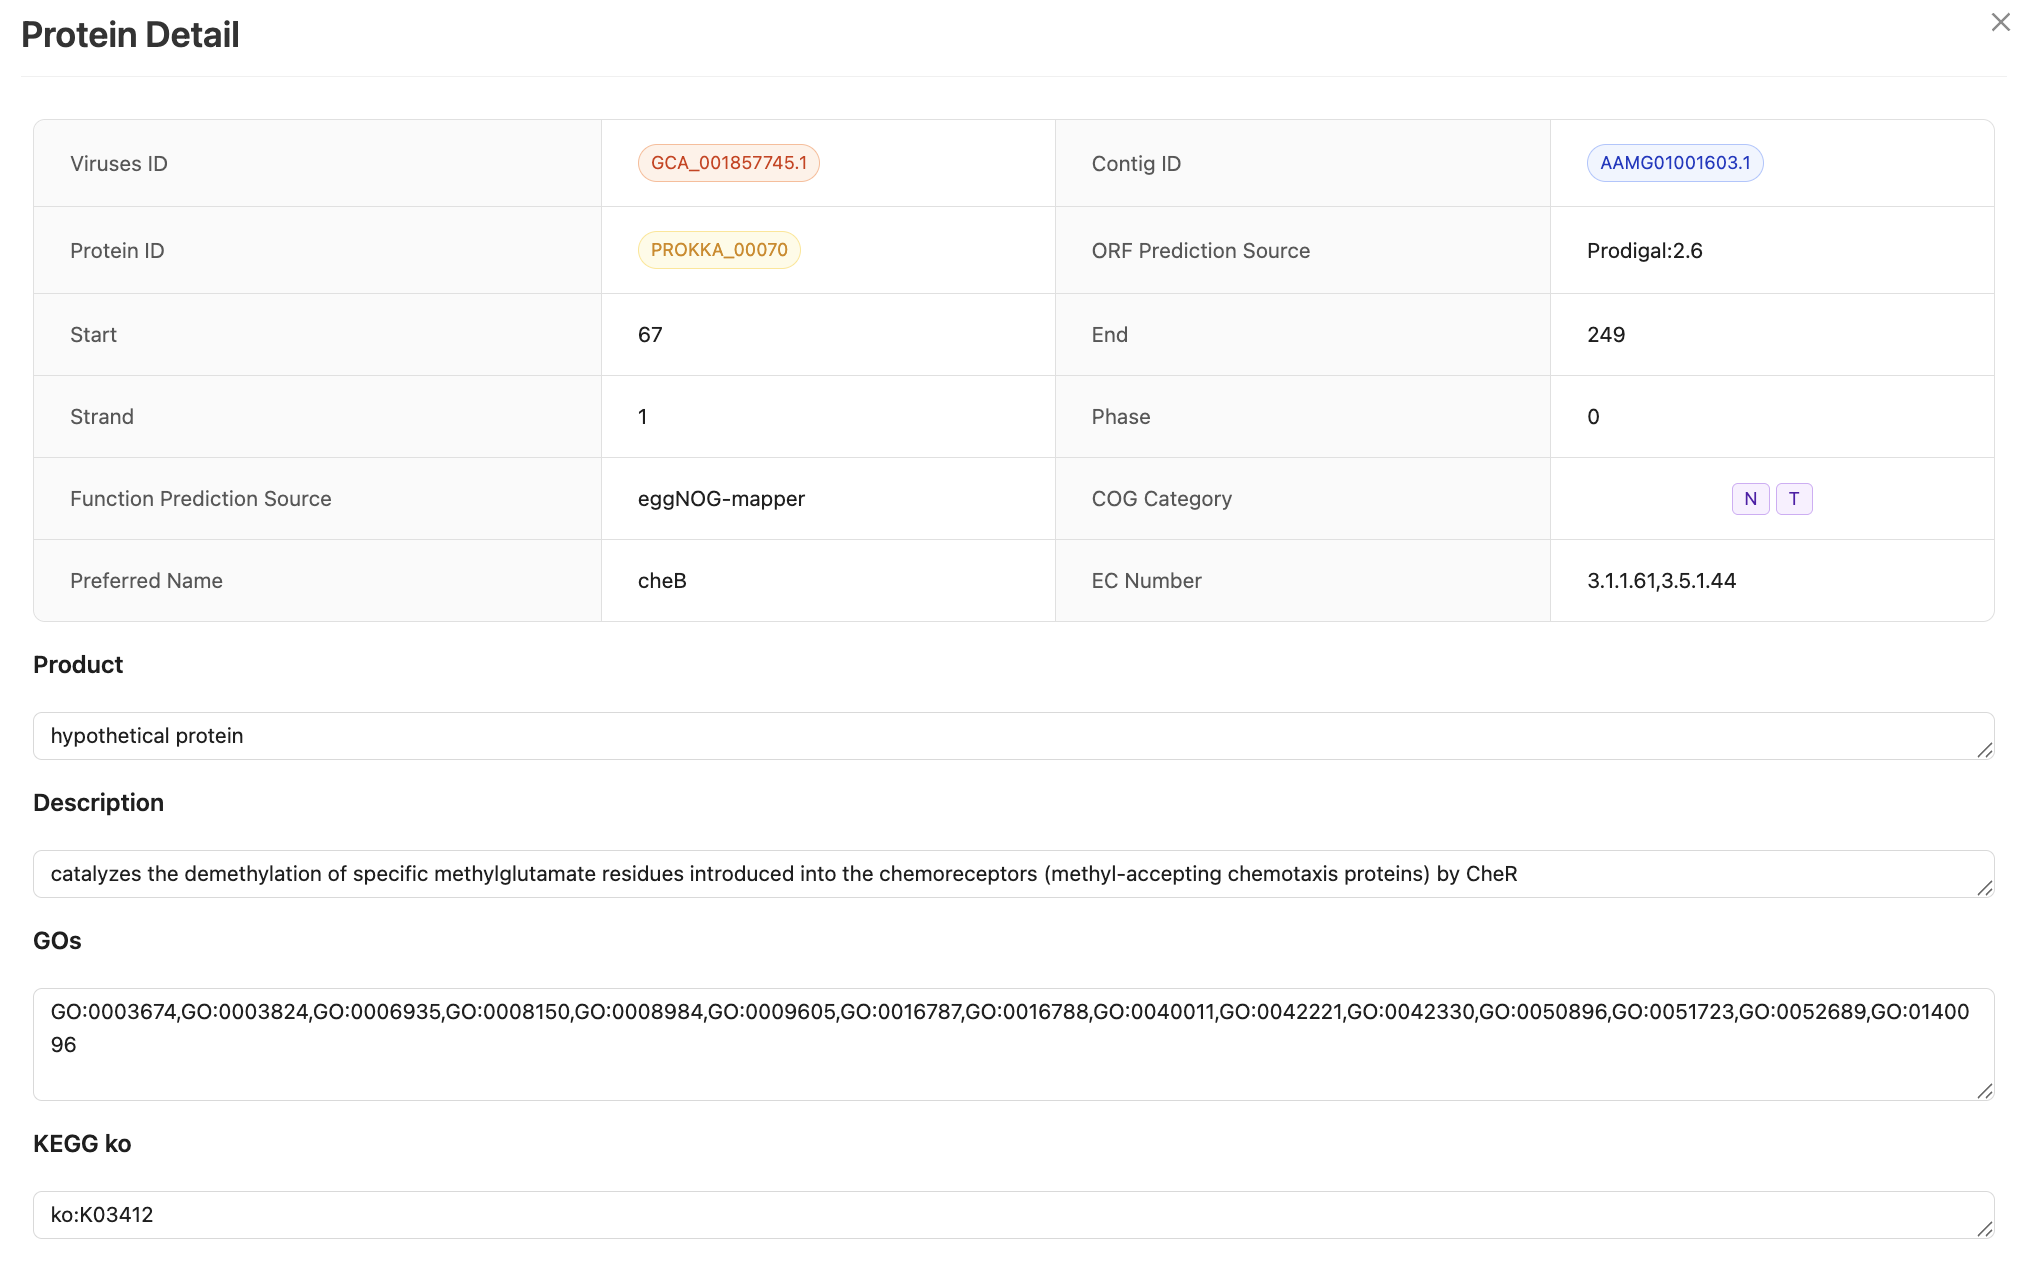 Protein Detail
Viruses ID GCA_001857745.1 Contig ID AAMG01001603.1
Protein ID PROKKA_00070 ORF Prediction Source Prodigal:2.6
Start 67 End 249
Strand 1 Phase 0
Function Prediction Source eggNOG-mapper COG Category N T
Preferred Name cheB EC Number 3.1.1.61,3.5.1.44
Product
hypothetical protein
Description
catalyzes the demethylation of specific methylglutamate residues introduced into the chemoreceptors (methyl-accepting chemotaxis proteins) by CheR
GOs
GO:0003674,GO:0003824,GO:0006935,GO:0008150,GO:0008984,GO:0009605,GO:0016787,GO:0016788,GO:0040011,GO:0042221,GO:0042330,GO:0050896,GO:0051723,GO:0052689,GO:01400
96
KEGG ko
ko:K03412